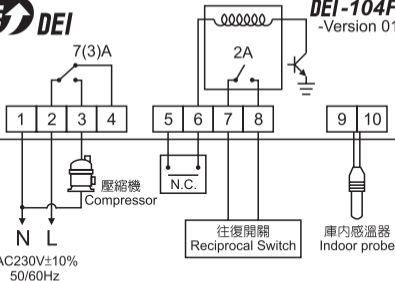 DEI
DEI-104F
-Version 01
7(3)A
2A
1 2 3 4 5 6 7 8 9 10
N.C.
壓縮機
Compressor
往復開關
Reciprocal Switch
庫內感溫器
Indoor probe
N L
AC230V±10%
50/60Hz